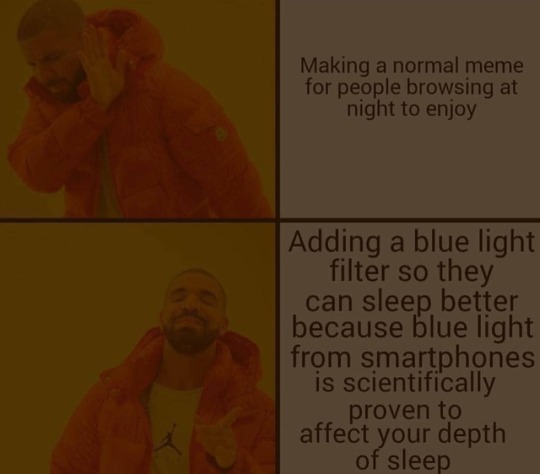 Making a normal meme
for people browsing at
night to enjoy
Adding a blue light
filter so they
can sleep better
because blue light
from smartphones
is scientifically
proven to
affect your depth
of sleep